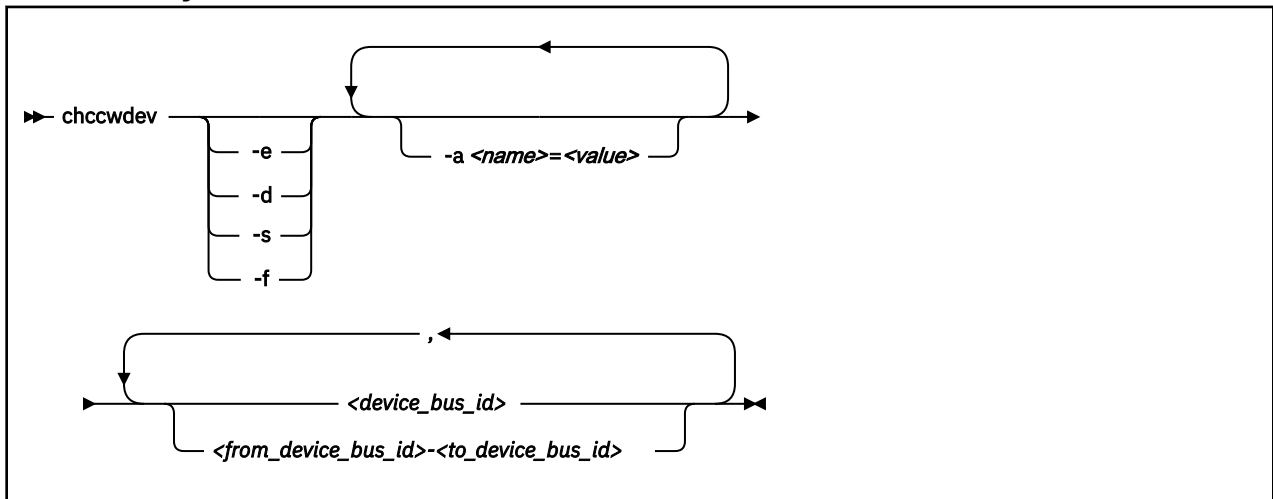 chccwdev
-e
-a <name>=<value>
-d
-s
-f
,
<device_bus_id>
<from_device_bus_id>-<to_device_bus_id>